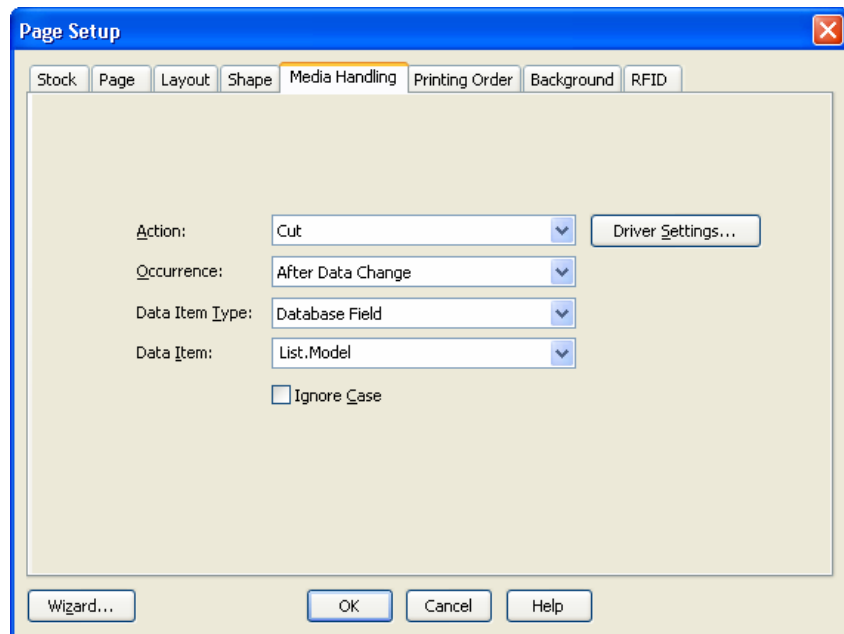 Page Setup
Stock Page Layout Shape Media Handling Printing Order Background RFID
Action: Cut Driver Settings...
Occurrence: After Data Change
Data Item Type: Database Field
Data Item: List.Model
Ignore Case
Wizard... OK Cancel Help